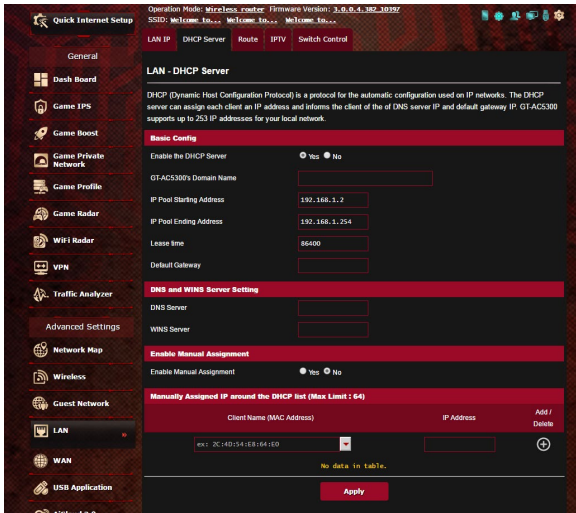 Quick Internet Setup
Operation Mode: Wireless router Firmware Version: 3.0.0.4.382_10397
SSID: Welcome to... Welcome to... Welcome to...
LAN IP DHCP Server Route IPTV Switch Control
General
Dash Board
Game IPS
Game Boost
Game Private
Network
Game Profile
Game Radar
WiFi Radar
VPN
Traffic Analyzer
Advanced Settings
Network Map
Wireless
Guest Network
LAN
WAN
USB Application
AiCloud 2.0
LAN - DHCP Server
DHCP (Dynamic Host Configuration Protocol) is a protocol for the automatic configuration used on IP networks. The DHCP
server can assign each client an IP address and informs the client of the of DNS server IP and default gateway IP. GT-AC5300
supports up to 253 IP addresses for your local network.
Basic Config
Enable the DHCP Server Yes No
GT-AC5300's Domain Name
IP Pool Starting Address 192.168.1.2
IP Pool Ending Address 192.168.1.254
Lease time 86400
Default Gateway
DNS and WINS Server Setting
DNS Server
WINS Server
Enable Manual Assignment
Enable Manual Assignment Yes No
Manually Assigned IP around the DHCP list (Max Limit : 64)
Client Name (MAC Address) IP Address Add /
Delete
ex: 2C:4D:54:E8:64:E0
No data in table.
Apply